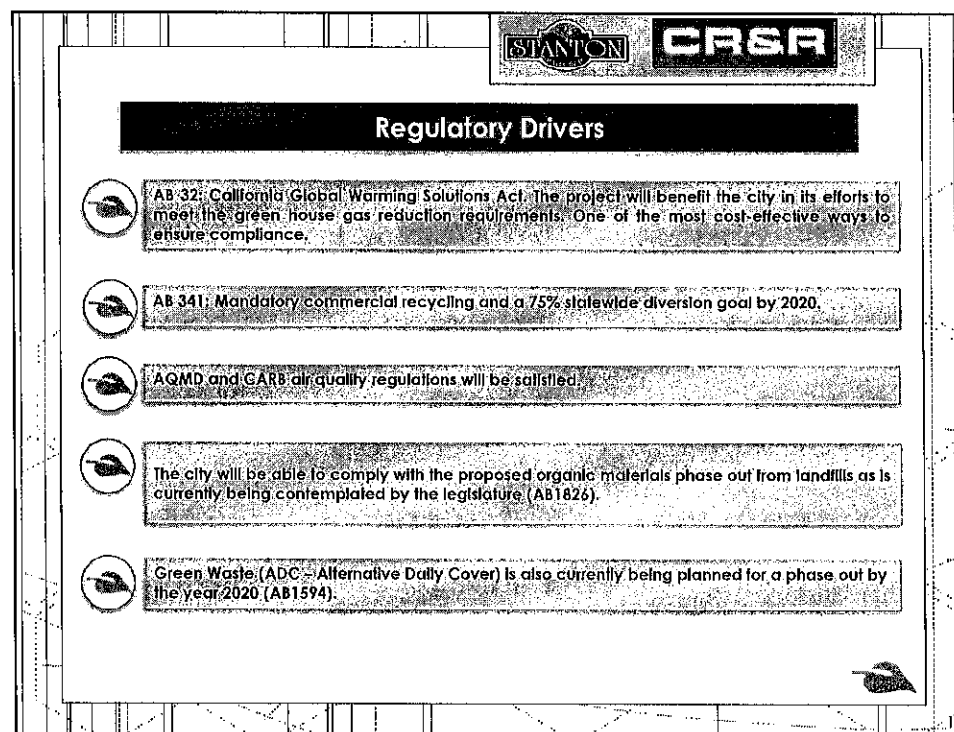 STANTON
CR&R
Regulatory Drivers
AB 32: California Global Warming Solutions Act. The project will benefit the city in its efforts to
meet the green house gas reduction requirements. One of the most cost-effective ways to
ensure compliance.
AB 341: Mandatory commercial recycling and a 75% statewide diversion goal by 2020.
AQMD and CARB air quality regulations will be satisfied.
The city will be able to comply with the proposed organic materials phase out from landfills as is
currently being contemplated by the legislature (AB1826).
Green Waste (ADC – Alternative Daily Cover) is also currently being planned for a phase out by
the year 2020 (AB1594).